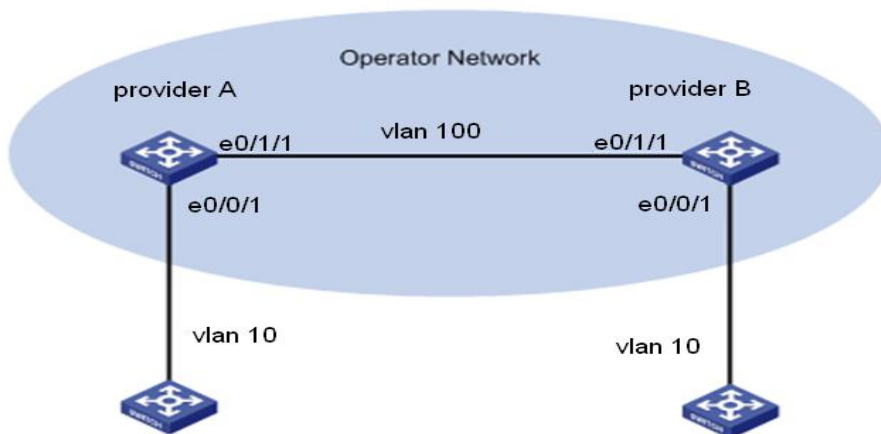 Operator Network
provider A
provider B
e0/1/1
vlan 100
e0/1/1
e0/0/1
e0/0/1
vlan 10
vlan 10